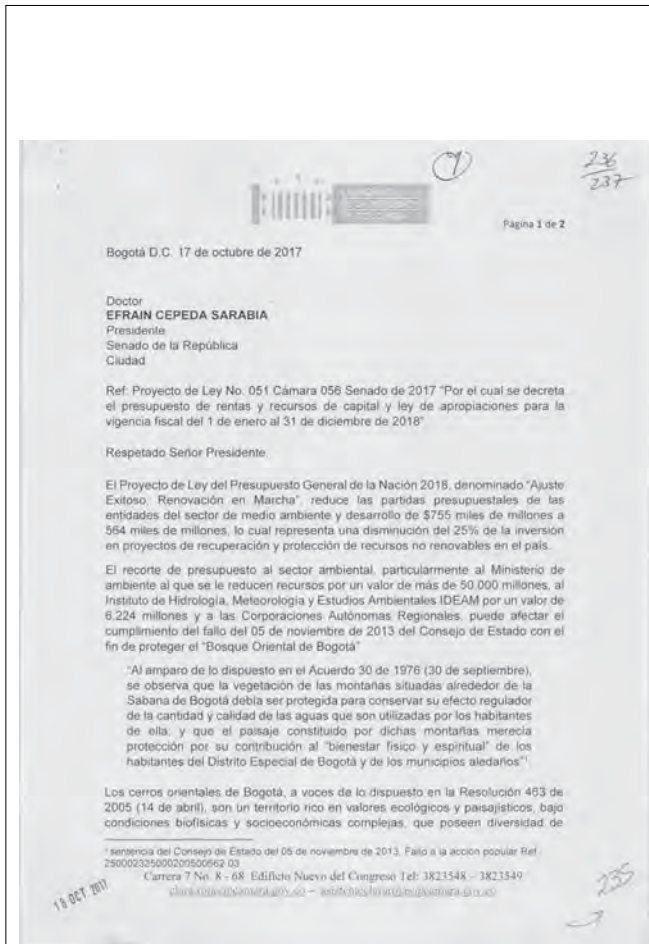 1
236
237
Página 1 de 2
Bogotá D.C. 17 de octubre de 2017
Doctor
EFRAIN CEPEDA SARABIA
Presidente
Senado de la República
Ciudad
Ref: Proyecto de Ley No. 051 Cámara 056 Senado de 2017 "Por el cual se decreta
el presupuesto de rentas y recursos de capital y ley de apropiaciones para la
vigencia fiscal del 1 de enero al 31 de diciembre de 2018"
Respetado Señor Presidente
El Proyecto de Ley del Presupuesto General de la Nación 2018, denominado "Ajuste
Exitoso, Renovación en Marcha", reduce las partidas presupuestales de las
entidades del sector de medio ambiente y desarrollo de $755 miles de millones a
564 miles de millones, lo cual representa una disminución del 25% de la inversión
en proyectos de recuperación y protección de recursos no renovables en el país.
El recorte de presupuesto al sector ambiental, particularmente al Ministerio de
ambiente al que se le reducen recursos por un valor de más de 50.000 millones, al
Instituto de Hidrología, Meteorología y Estudios Ambientales IDEAM por un valor de
6.224 millones y a las Corporaciones Autónomas Regionales, puede afectar el
cumplimiento del fallo del 05 de noviembre de 2013 del Consejo de Estado con el
fin de proteger el "Bosque Oriental de Bogotá"
"Al amparo de lo dispuesto en el Acuerdo 30 de 1976 (30 de septiembre),
se observa que la vegetación de las montañas situadas alrededor de la
Sabana de Bogotá debía ser protegida para conservar su efecto regulador
de la cantidad y calidad de las aguas que son utilizadas por los habitantes
de ella; y que el paisaje constituido por dichas montañas merecía
protección por su contribución al "bienestar físico y espiritual" de los
habitantes del Distrito Especial de Bogotá y de los municipios aledaños"¹
Los cerros orientales de Bogotá, a voces de lo dispuesto en la Resolución 463 de
2005 (14 de abril), son un territorio rico en valores ecológicos y paisajísticos, bajo
condiciones biofísicas y socioeconómicas complejas, que poseen diversidad de
¹ sentencia del Consejo de Estado del 05 de noviembre de 2013. Fallo a la acción popular Ref.
250002325000200500662 03
Carrera 7 No. 8 - 68 Edificio Nuevo del Congreso Tel: 3823548 – 3823549
18 OCT 2017
235